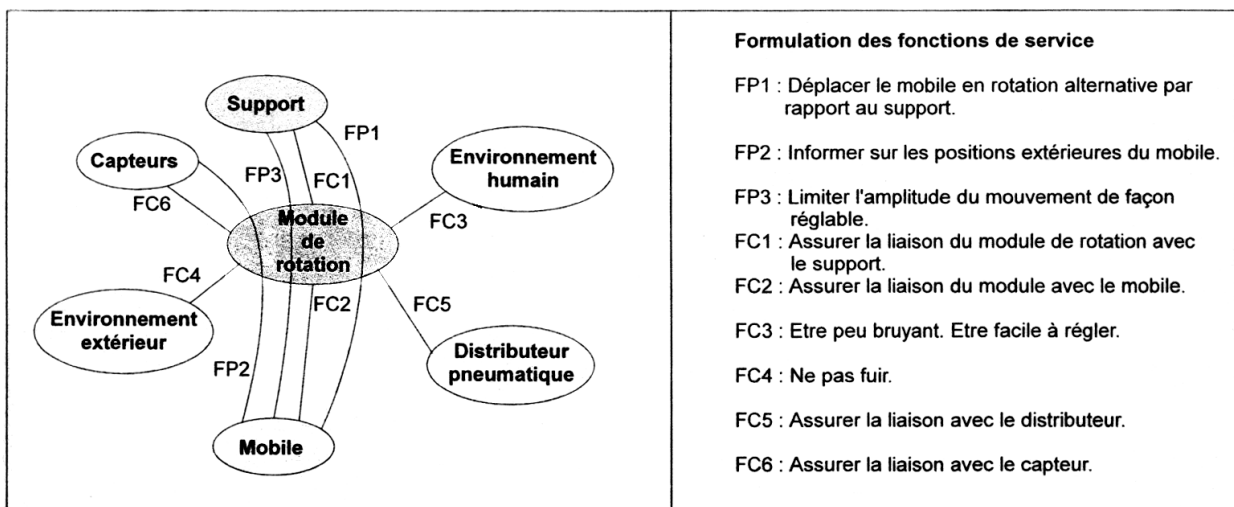 Support
FP1
Capteurs
FP3
FC1
Environnement
humain
FC6
Module
de
rotation
FC3
FC4
FC2
FC5
Environnement
extérieur
FP2
Distributeur
pneumatique
Mobile
Formulation des fonctions de service
FP1 : Déplacer le mobile en rotation alternative par
rapport au support.
FP2 : Informer sur les positions extérieures du mobile.
FP3 : Limiter l'amplitude du mouvement de façon
réglable.
FC1 : Assurer la liaison du module de rotation avec
le support.
FC2 : Assurer la liaison du module avec le mobile.
FC3 : Etre peu bruyant. Etre facile à régler.
FC4 : Ne pas fuir.
FC5 : Assurer la liaison avec le distributeur.
FC6 : Assurer la liaison avec le capteur.